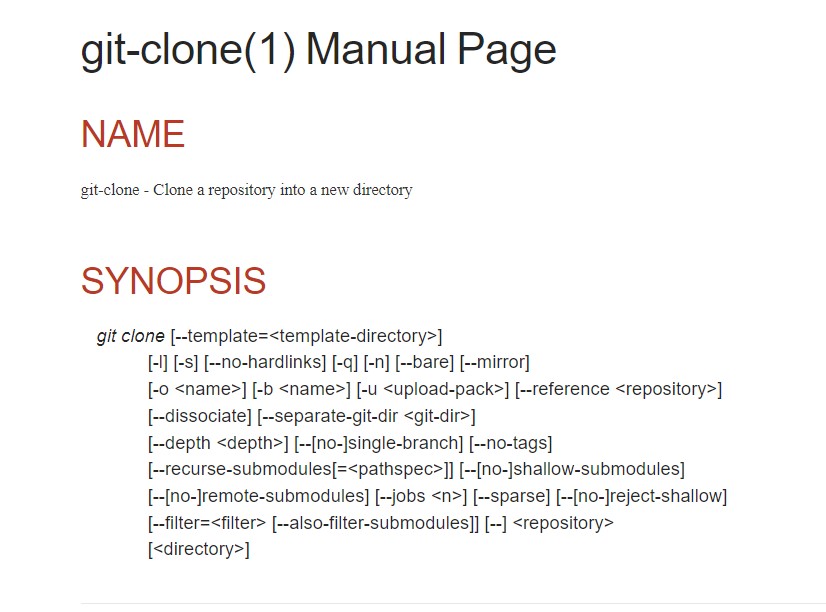 git-clone(1) Manual Page
NAME
git-clone - Clone a repository into a new directory
SYNOPSIS
git clone [--template=<template-directory>]
[-l] [-s] [--no-hardlinks] [-q] [-n] [--bare] [--mirror]
[-o <name>] [-b <name>] [-u <upload-pack>] [--reference <repository>]
[--dissociate] [--separate-git-dir <git-dir>]
[--depth <depth>] [--[no-]single-branch] [--no-tags]
[--recurse-submodules[=<pathspec>]] [--[no-]shallow-submodules]
[--[no-]remote-submodules] [--jobs <n>] [--sparse] [--[no-]reject-shallow]
[--filter=<filter> [--also-filter-submodules]] [--] <repository>
[<directory>]